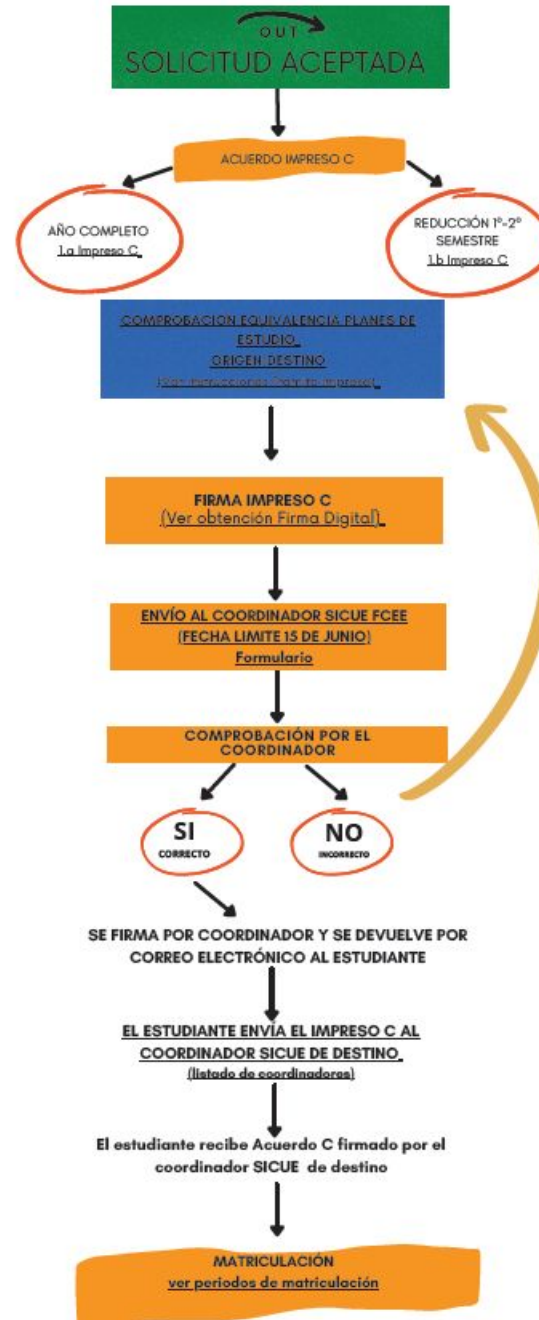 OUT
SOLICITUD ACEPTADA
ACUERDO IMPRESO C
AÑO COMPLETO
1.a Impreso C
REDUCCIÓN 1º-2º
SEMESTRE
1.b Impreso C
COMPROBACION EQUIVALENCIA PLANES DE
ESTUDIO
ORIGEN DESTINO
(Ver Instrucciones Trámite Impreso)
FIRMA IMPRESO C
(Ver obtención Firma Digital)
ENVÍO AL COORDINADOR SICUE FCEE
(FECHA LIMITE 15 DE JUNIO)
Formulario
COMPROBACIÓN POR EL
COORDINADOR
SI
CORRECTO
NO
INCORRECTO
SE FIRMA POR COORDINADOR Y SE DEVUELVE POR
CORREO ELECTRÓNICO AL ESTUDIANTE
EL ESTUDIANTE ENVÍA EL IMPRESO C AL
COORDINADOR SICUE DE DESTINO
(listado de coordinadores)
El estudiante recibe Acuerdo C firmado por el
coordinador SICUE de destino
MATRICULACIÓN
ver periodos de matriculación